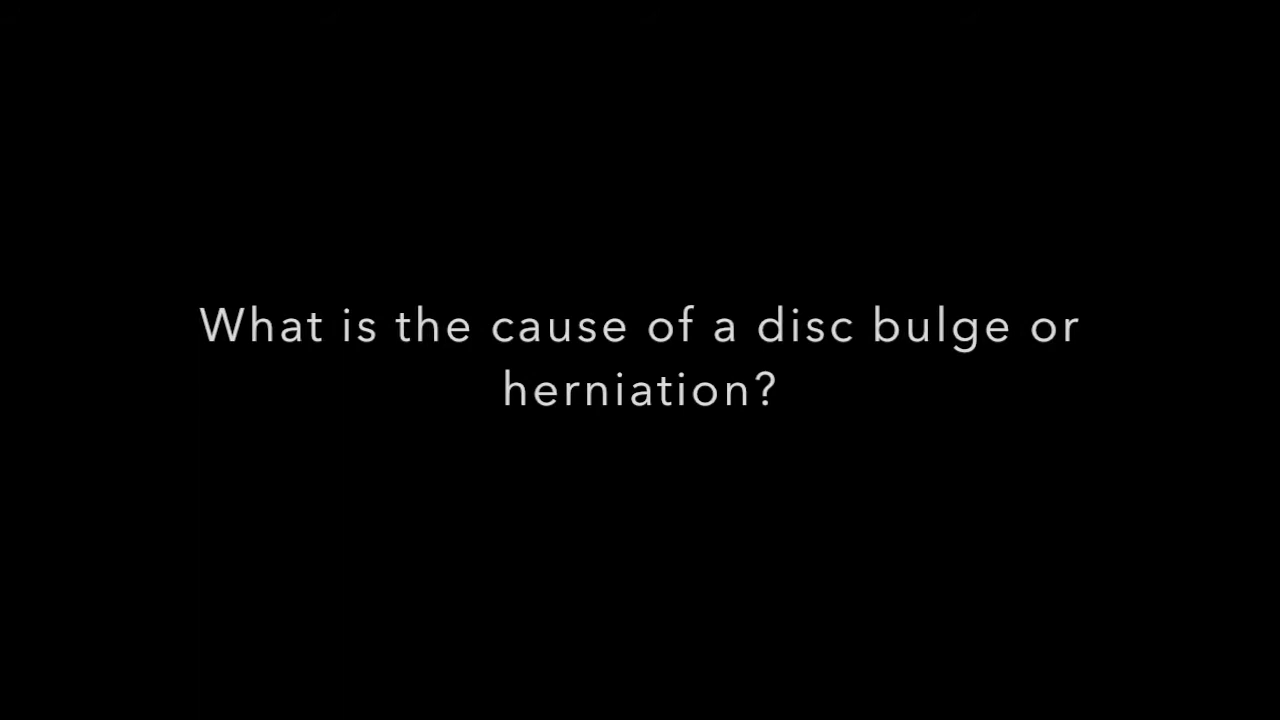 What is the cause of a disc bulge or
herniation?